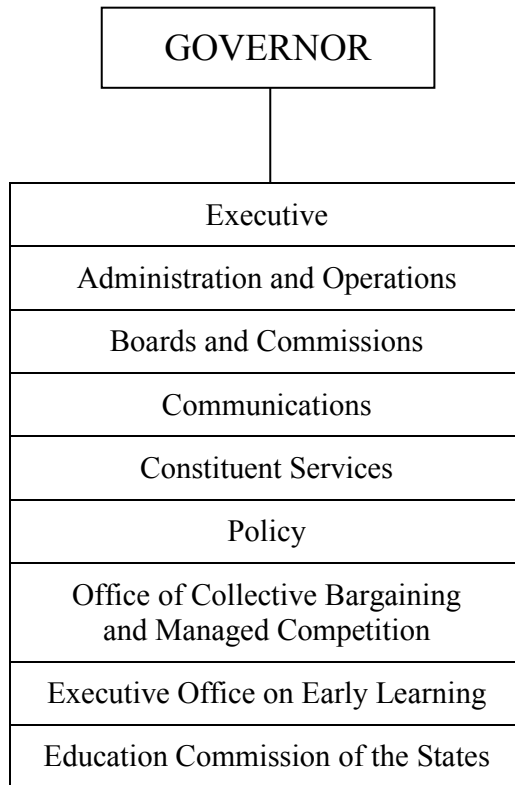 GOVERNOR
Executive
Administration and Operations
Boards and Commissions
Communications
Constituent Services
Policy
Office of Collective Bargaining
and Managed Competition
Executive Office on Early Learning
Education Commission of the States